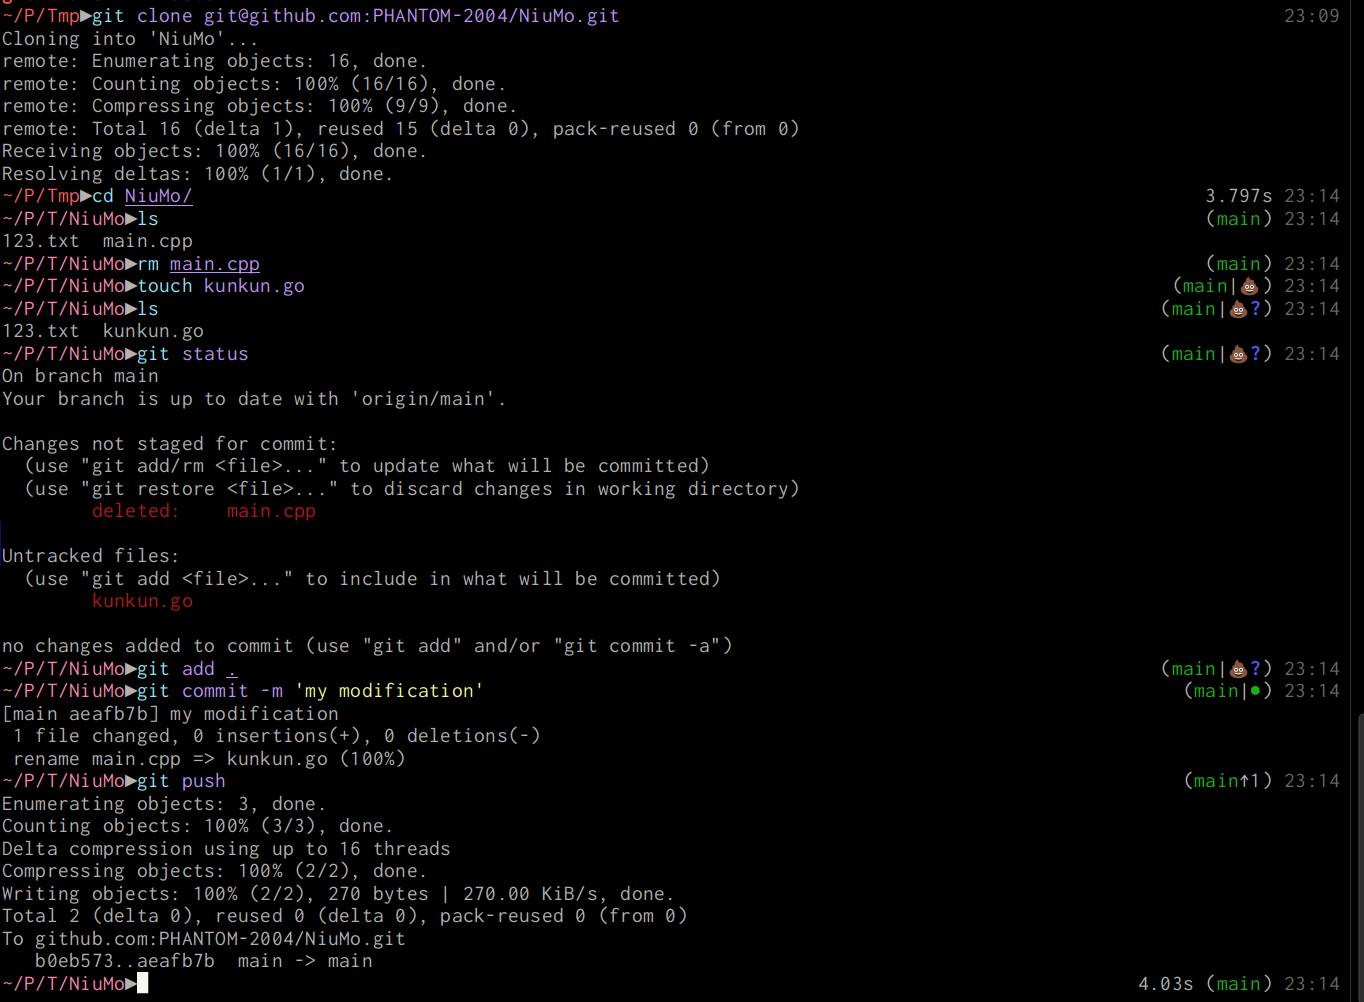 ~/P/Tmp▶git clone git@github.com:PHANTOM-2004/NiuMo.git 23:09
Cloning into 'NiuMo'...
remote: Enumerating objects: 16, done.
remote: Counting objects: 100% (16/16), done.
remote: Compressing objects: 100% (9/9), done.
remote: Total 16 (delta 1), reused 15 (delta 0), pack-reused 0 (from 0)
Receiving objects: 100% (16/16), done.
Resolving deltas: 100% (1/1), done.
~/P/Tmp▶cd NiuMo/ 3.797s 23:14
~/P/T/NiuMo▶ls (main) 23:14
123.txt  main.cpp
~/P/T/NiuMo▶rm main.cpp (main) 23:14
~/P/T/NiuMo▶touch kunkun.go (main|💩) 23:14
~/P/T/NiuMo▶ls (main|💩?) 23:14
123.txt  kunkun.go
~/P/T/NiuMo▶git status (main|💩?) 23:14
On branch main
Your branch is up to date with 'origin/main'.
Changes not staged for commit:
  (use "git add/rm <file>..." to update what will be committed)
  (use "git restore <file>..." to discard changes in working directory)
        deleted:    main.cpp
Untracked files:
  (use "git add <file>..." to include in what will be committed)
        kunkun.go
no changes added to commit (use "git add" and/or "git commit -a")
~/P/T/NiuMo▶git add . (main|💩?) 23:14
~/P/T/NiuMo▶git commit -m 'my modification' (main|●) 23:14
[main aeafb7b] my modification
 1 file changed, 0 insertions(+), 0 deletions(-)
 rename main.cpp => kunkun.go (100%)
~/P/T/NiuMo▶git push (main↑1) 23:14
Enumerating objects: 3, done.
Counting objects: 100% (3/3), done.
Delta compression using up to 16 threads
Compressing objects: 100% (2/2), done.
Writing objects: 100% (2/2), 270 bytes | 270.00 KiB/s, done.
Total 2 (delta 0), reused 0 (delta 0), pack-reused 0 (from 0)
To github.com:PHANTOM-2004/NiuMo.git
   b0eb573..aeafb7b  main -> main
~/P/T/NiuMo▶ 4.03s (main) 23:14